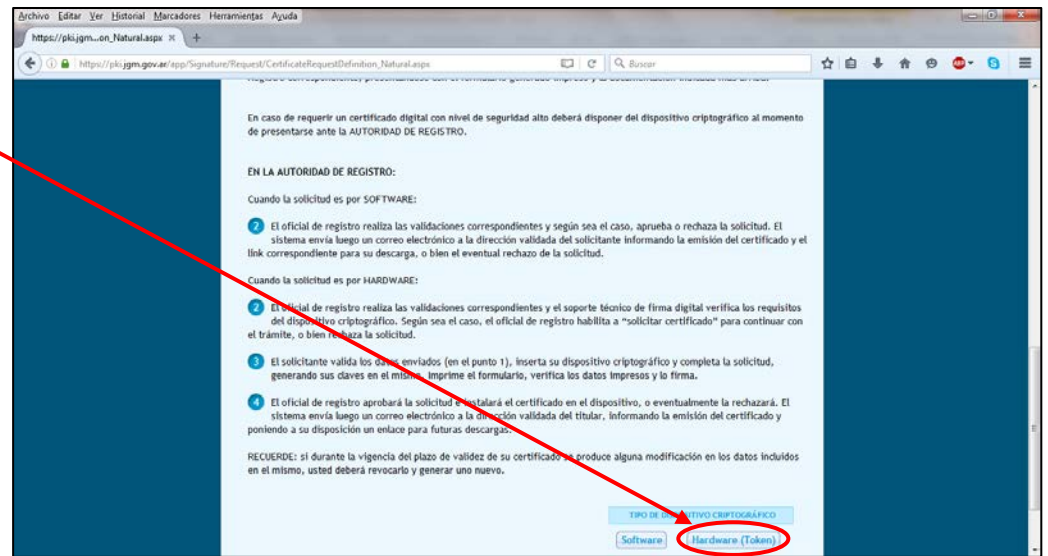 Archivo Editar Ver Historial Marcadores Herramientas Ayuda
https://pki.jgm...on_Natural.aspx
https://pki.jgm.gov.ar/app/Signature/Request/CertificateRequestDefinition_Natural.aspx
Buscar
En caso de requerir un certificado digital con nivel de seguridad alto deberá disponer del dispositivo criptográfico al momento
de presentarse ante la AUTORIDAD DE REGISTRO.
EN LA AUTORIDAD DE REGISTRO:
Cuando la solicitud es por SOFTWARE:
2 El oficial de registro realiza las validaciones correspondientes y según sea el caso, aprueba o rechaza la solicitud. El
sistema envía luego un correo electrónico a la dirección validada del solicitante informando la emisión del certificado y el
link correspondiente para su descarga, o bien el eventual rechazo de la solicitud.
Cuando la solicitud es por HARDWARE:
2 El oficial de registro realiza las validaciones correspondientes y el soporte técnico de firma digital verifica los requisitos
del dispositivo criptográfico. Según sea el caso, el oficial de registro habilita a "solicitar certificado" para continuar con
el trámite, o bien rechaza la solicitud.
3 El solicitante valida los datos enviados (en el punto 1), inserta su dispositivo criptográfico y completa la solicitud,
generando sus claves en el mismo, imprime el formulario, verifica los datos impresos y lo firma.
4 El oficial de registro aprobará la solicitud e instalará el certificado en el dispositivo, o eventualmente la rechazará. El
sistema envía luego un correo electrónico a la dirección validada del titular, informando la emisión del certificado y
poniendo a su disposición un enlace para futuras descargas.
RECUERDE: si durante la vigencia del plazo de validez de su certificado se produce alguna modificación en los datos incluidos
en el mismo, usted deberá revocarlo y generar uno nuevo.
TIPO DE DISPOSITIVO CRIPTOGRÁFICO
Software Hardware (Token)